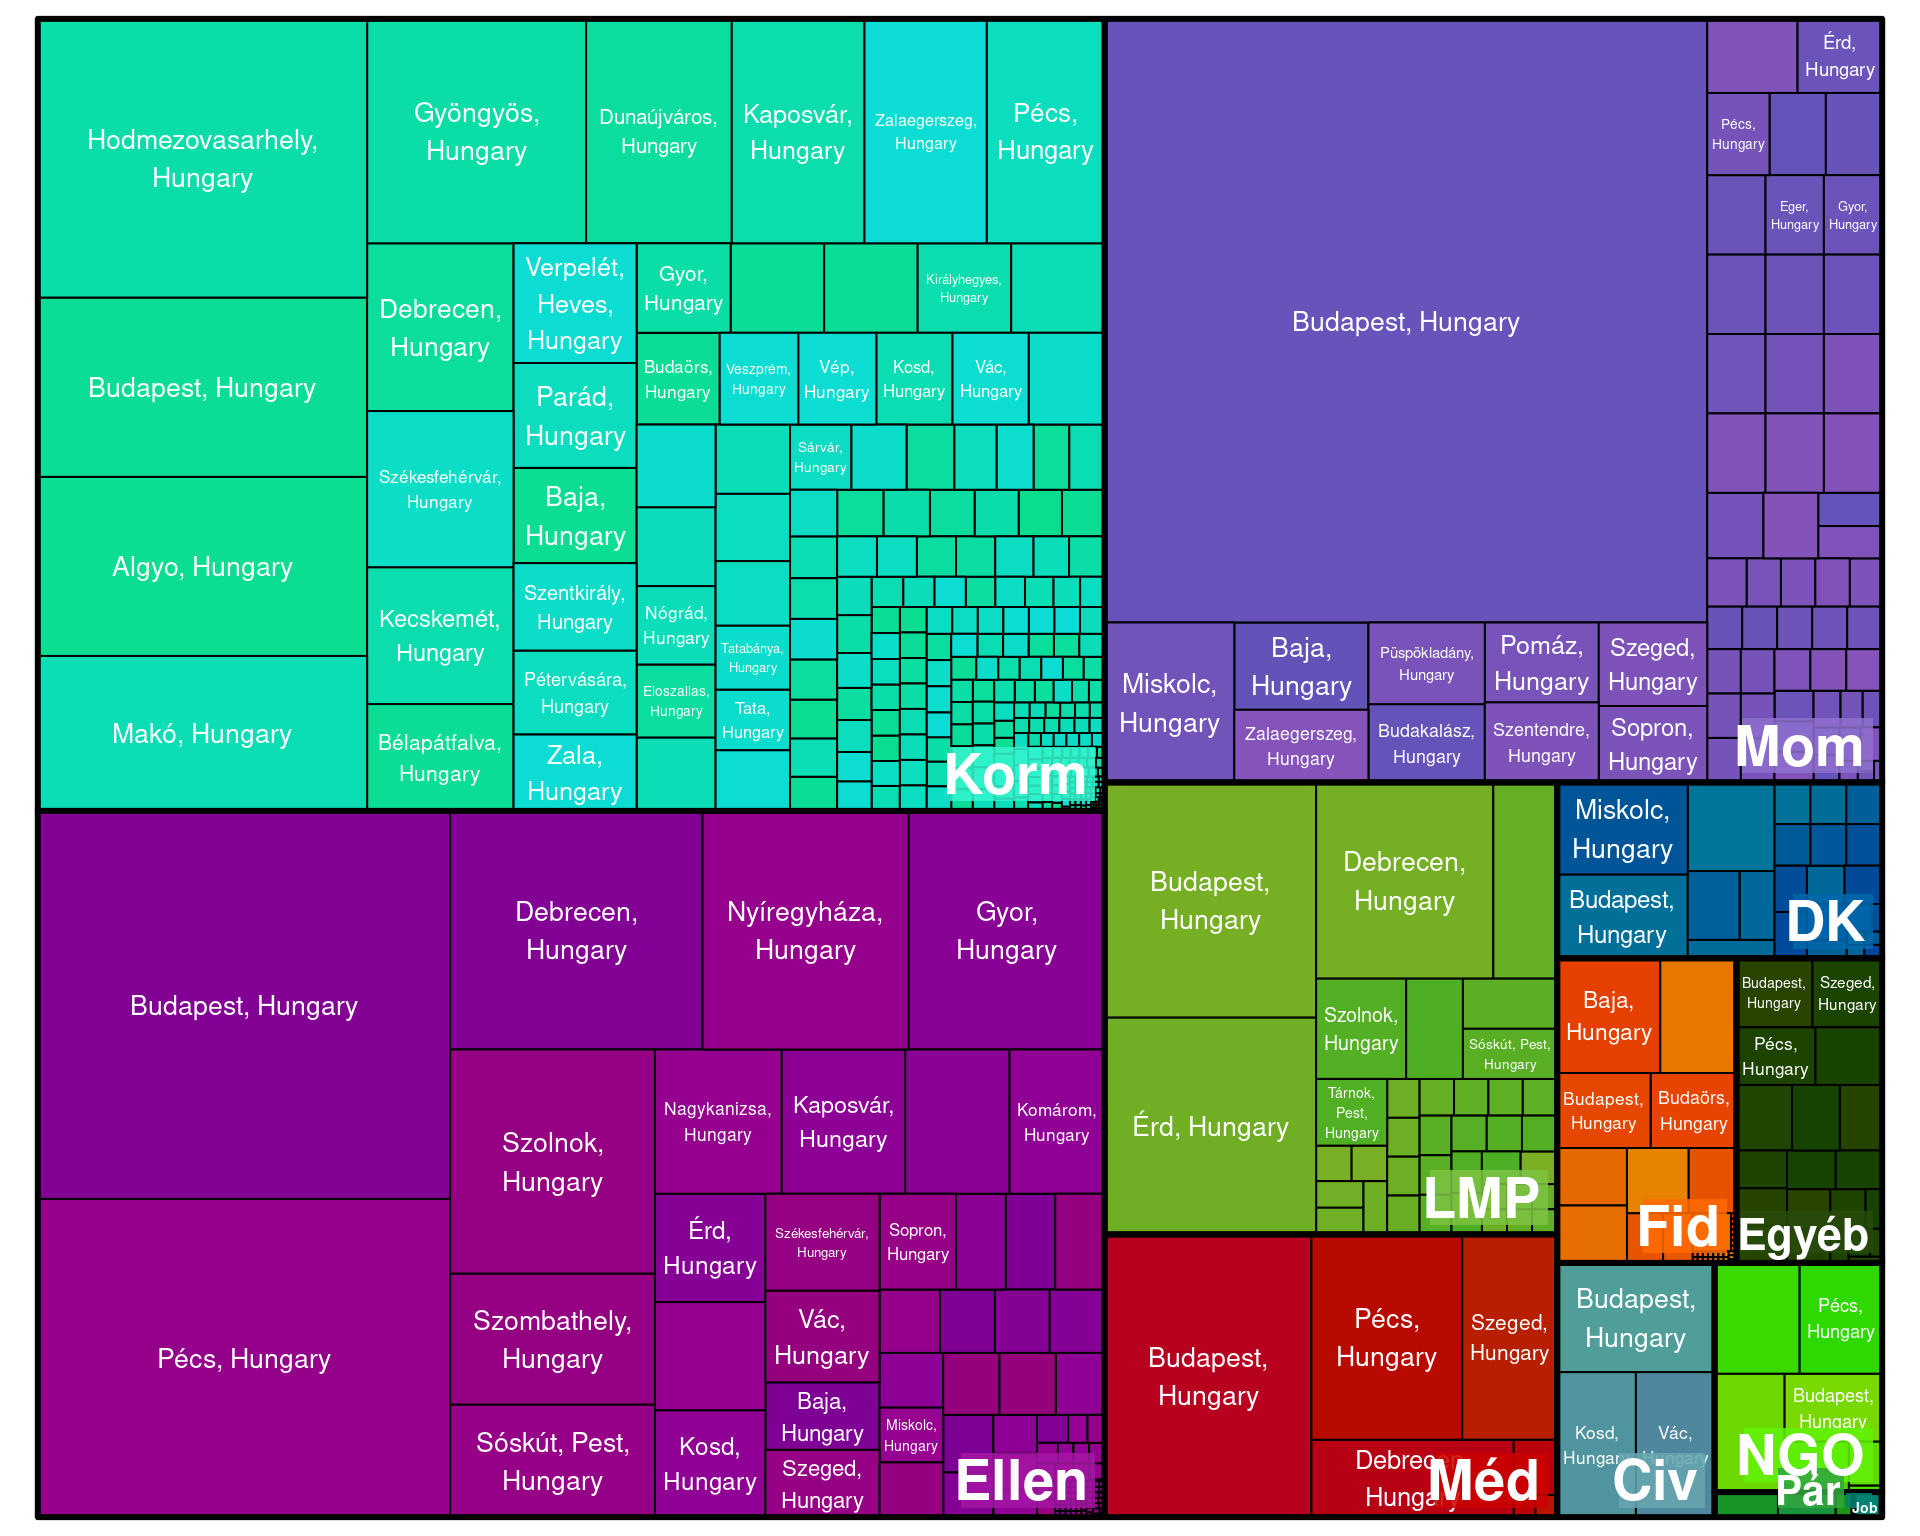 Hodmezovasarhely,
Hungary
Budapest, Hungary
Algyo, Hungary
Makó, Hungary
Gyöngyös,
Hungary
Dunaújváros,
Hungary
Kaposvár,
Hungary
Zalaegerszeg,
Hungary
Pécs,
Hungary
Debrecen,
Hungary
Székesfehérvár,
Hungary
Kecskemét,
Hungary
Bélapátfalva,
Hungary
Verpelét,
Heves,
Hungary
Parád,
Hungary
Baja,
Hungary
Szentkirály,
Hungary
Pétervására,
Hungary
Zala,
Hungary
Gyor,
Hungary
Királyhegyes,
Hungary
Budaörs,
Hungary
Veszprém,
Hungary
Vép,
Hungary
Kosd,
Hungary
Vác,
Hungary
Sárvár,
Hungary
Nógrád,
Hungary
Eloszallas,
Hungary
Tatabánya,
Hungary
Tata,
Hungary
Korm
Budapest, Hungary
Érd,
Hungary
Pécs,
Hungary
Eger,
Hungary
Gyor,
Hungary
Miskolc,
Hungary
Baja,
Hungary
Zalaegerszeg,
Hungary
Püspökladány,
Hungary
Budakalász,
Hungary
Pomáz,
Hungary
Szentendre,
Hungary
Szeged,
Hungary
Sopron,
Hungary
Mom
Budapest, Hungary
Pécs, Hungary
Debrecen,
Hungary
Nyíregyháza,
Hungary
Gyor,
Hungary
Szolnok,
Hungary
Szombathely,
Hungary
Sóskút, Pest,
Hungary
Nagykanizsa,
Hungary
Kaposvár,
Hungary
Komárom,
Hungary
Érd,
Hungary
Kosd,
Hungary
Székesfehérvár,
Hungary
Vác,
Hungary
Baja,
Hungary
Szeged,
Hungary
Sopron,
Hungary
Miskolc,
Hungary
Ellen
Budapest,
Hungary
Érd, Hungary
Debrecen,
Hungary
Szolnok,
Hungary
Sóskút, Pest,
Hungary
Tárnok,
Pest,
Hungary
LMP
Budapest,
Hungary
Pécs,
Hungary
Szeged,
Hungary
Debrecen,
Hungary
Méd
Miskolc,
Hungary
Budapest,
Hungary
DK
Baja,
Hungary
Budapest,
Hungary
Budaörs,
Hungary
Fid
Budapest,
Hungary
Szeged,
Hungary
Pécs,
Hungary
Egyéb
Budapest,
Hungary
Kosd,
Hungary
Vác,
Hungary
Civ
Pécs,
Hungary
Budapest,
Hungary
NGO
Pár
Job